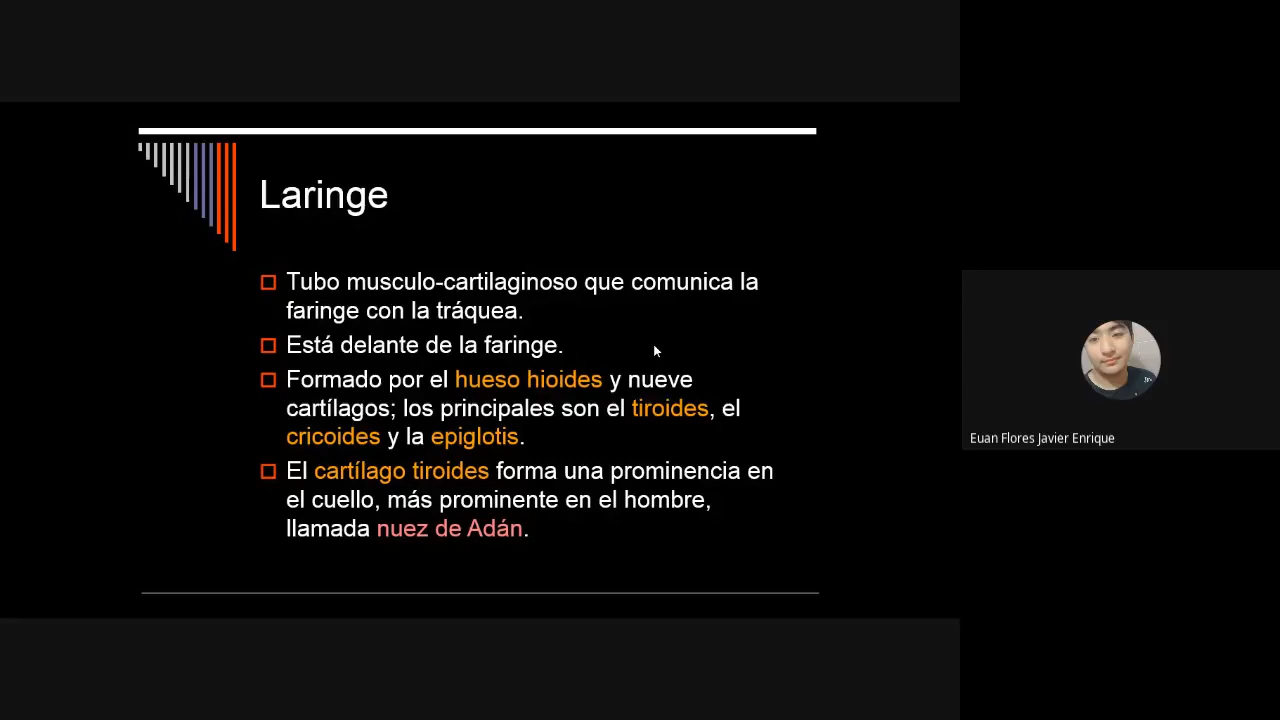 Laringe
Tubo musculo-cartilaginoso que comunica la
faringe con la tráquea.
Está delante de la faringe.
Formado por el hueso hioides y nueve
cartílagos; los principales son el tiroides, el
cricoides y la epiglotis.
El cartílago tiroides forma una prominencia en
el cuello, más prominente en el hombre,
llamada nuez de Adán.
Euan Flores Javier Enrique